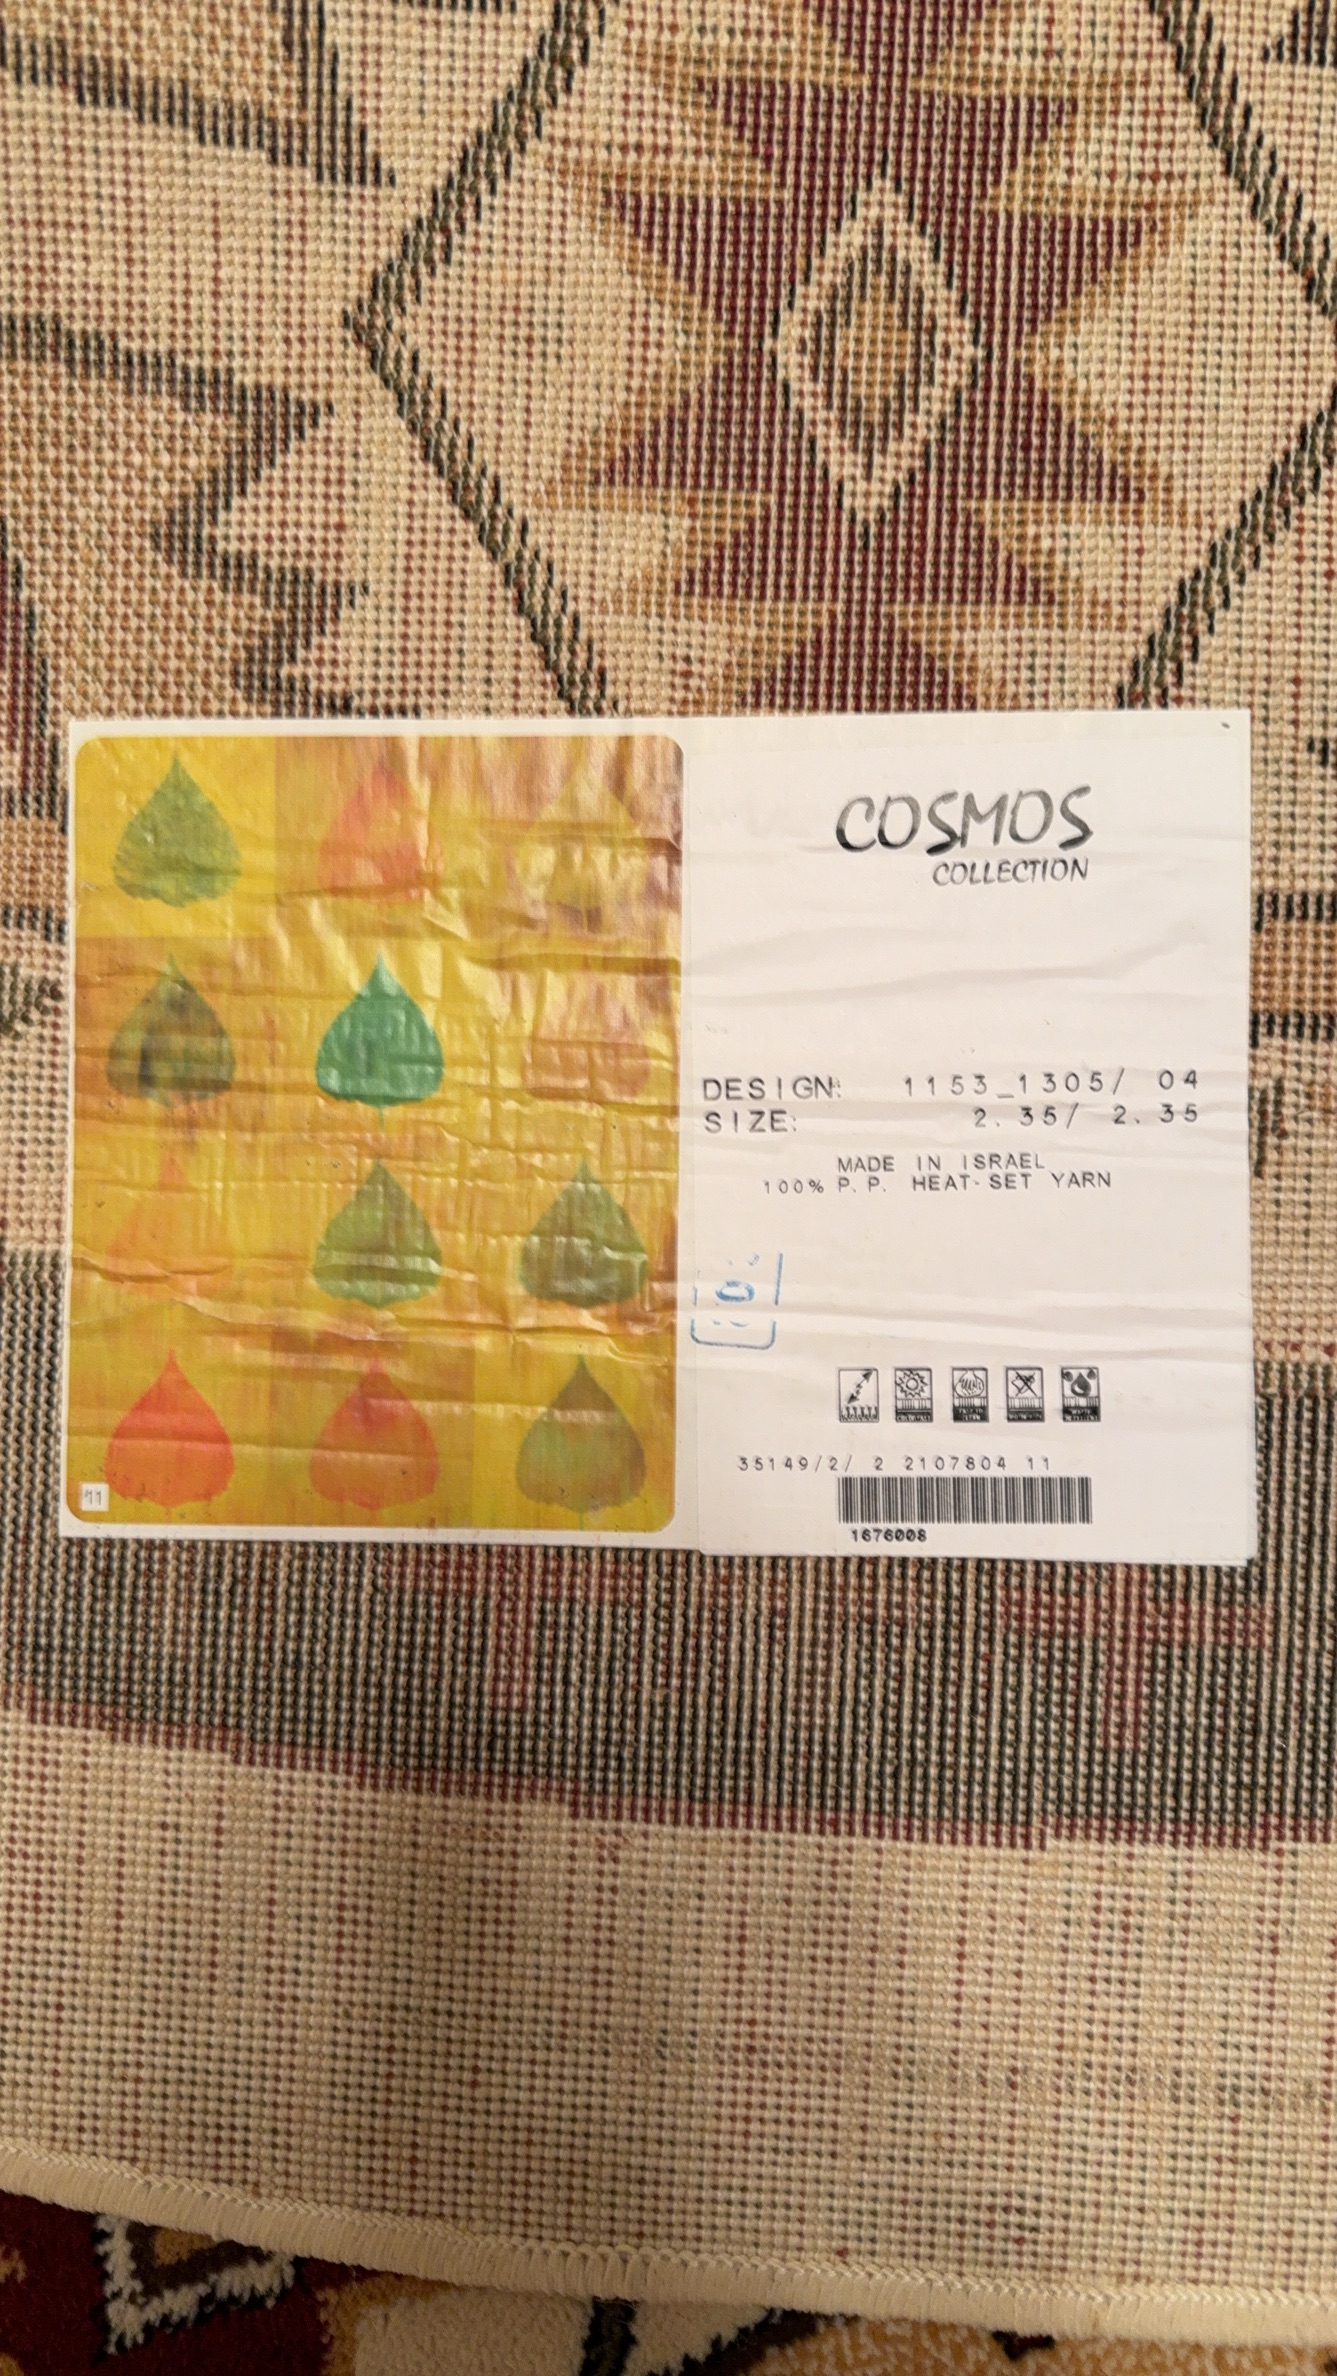 COSMOS
COLLECTION
DESIGN: 1153_1305/ 04
SIZE: 2.35/ 2.35
MADE IN ISRAEL
100% P.P. HEAT-SET YARN
35149/2/ 2 2107804 11
1676008
11